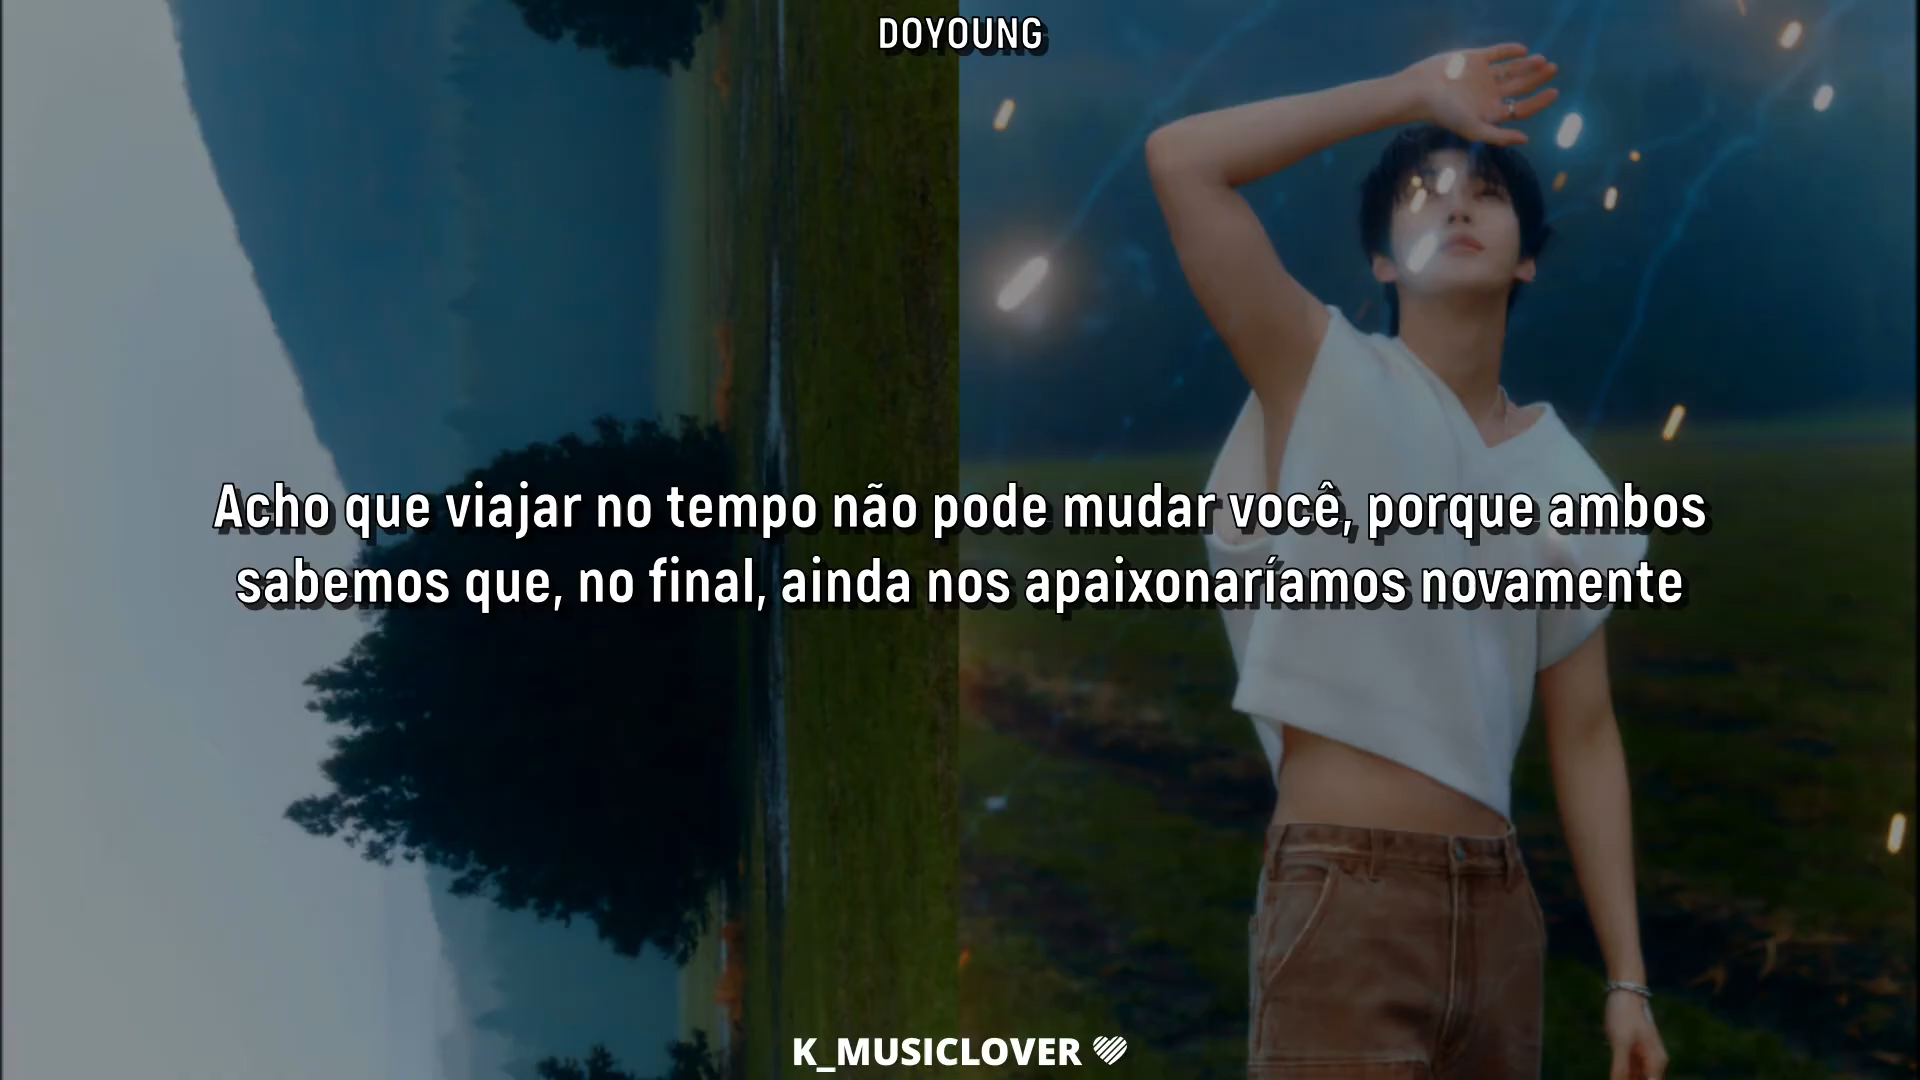 DOYOUNG
Acho que viajar no tempo não pode mudar você, porque ambos
sabemos que, no final, ainda nos apaixonaríamos novamente
K_MUSICLOVER